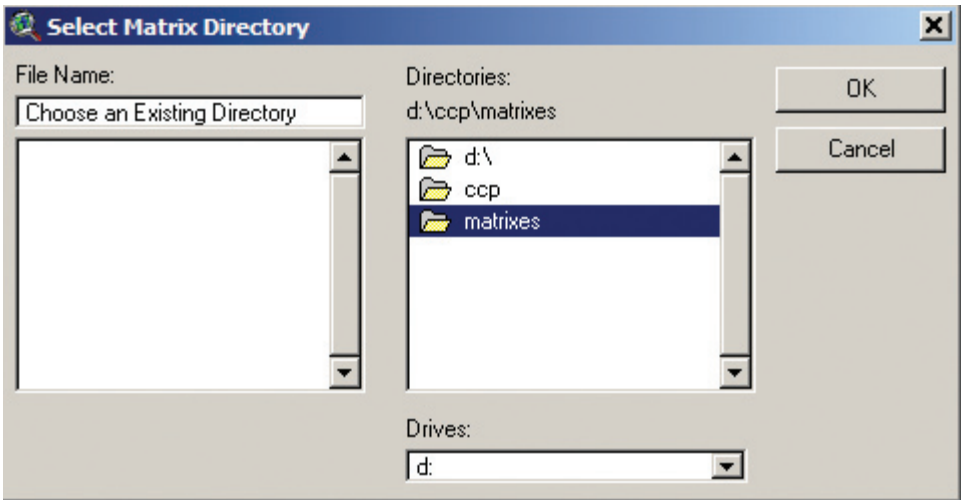 Select Matrix Directory
File Name:
Choose an Existing Directory
Directories:
d:\ccp\matrixes
d:\
ccp
matrixes
Drives:
d:
OK
Cancel